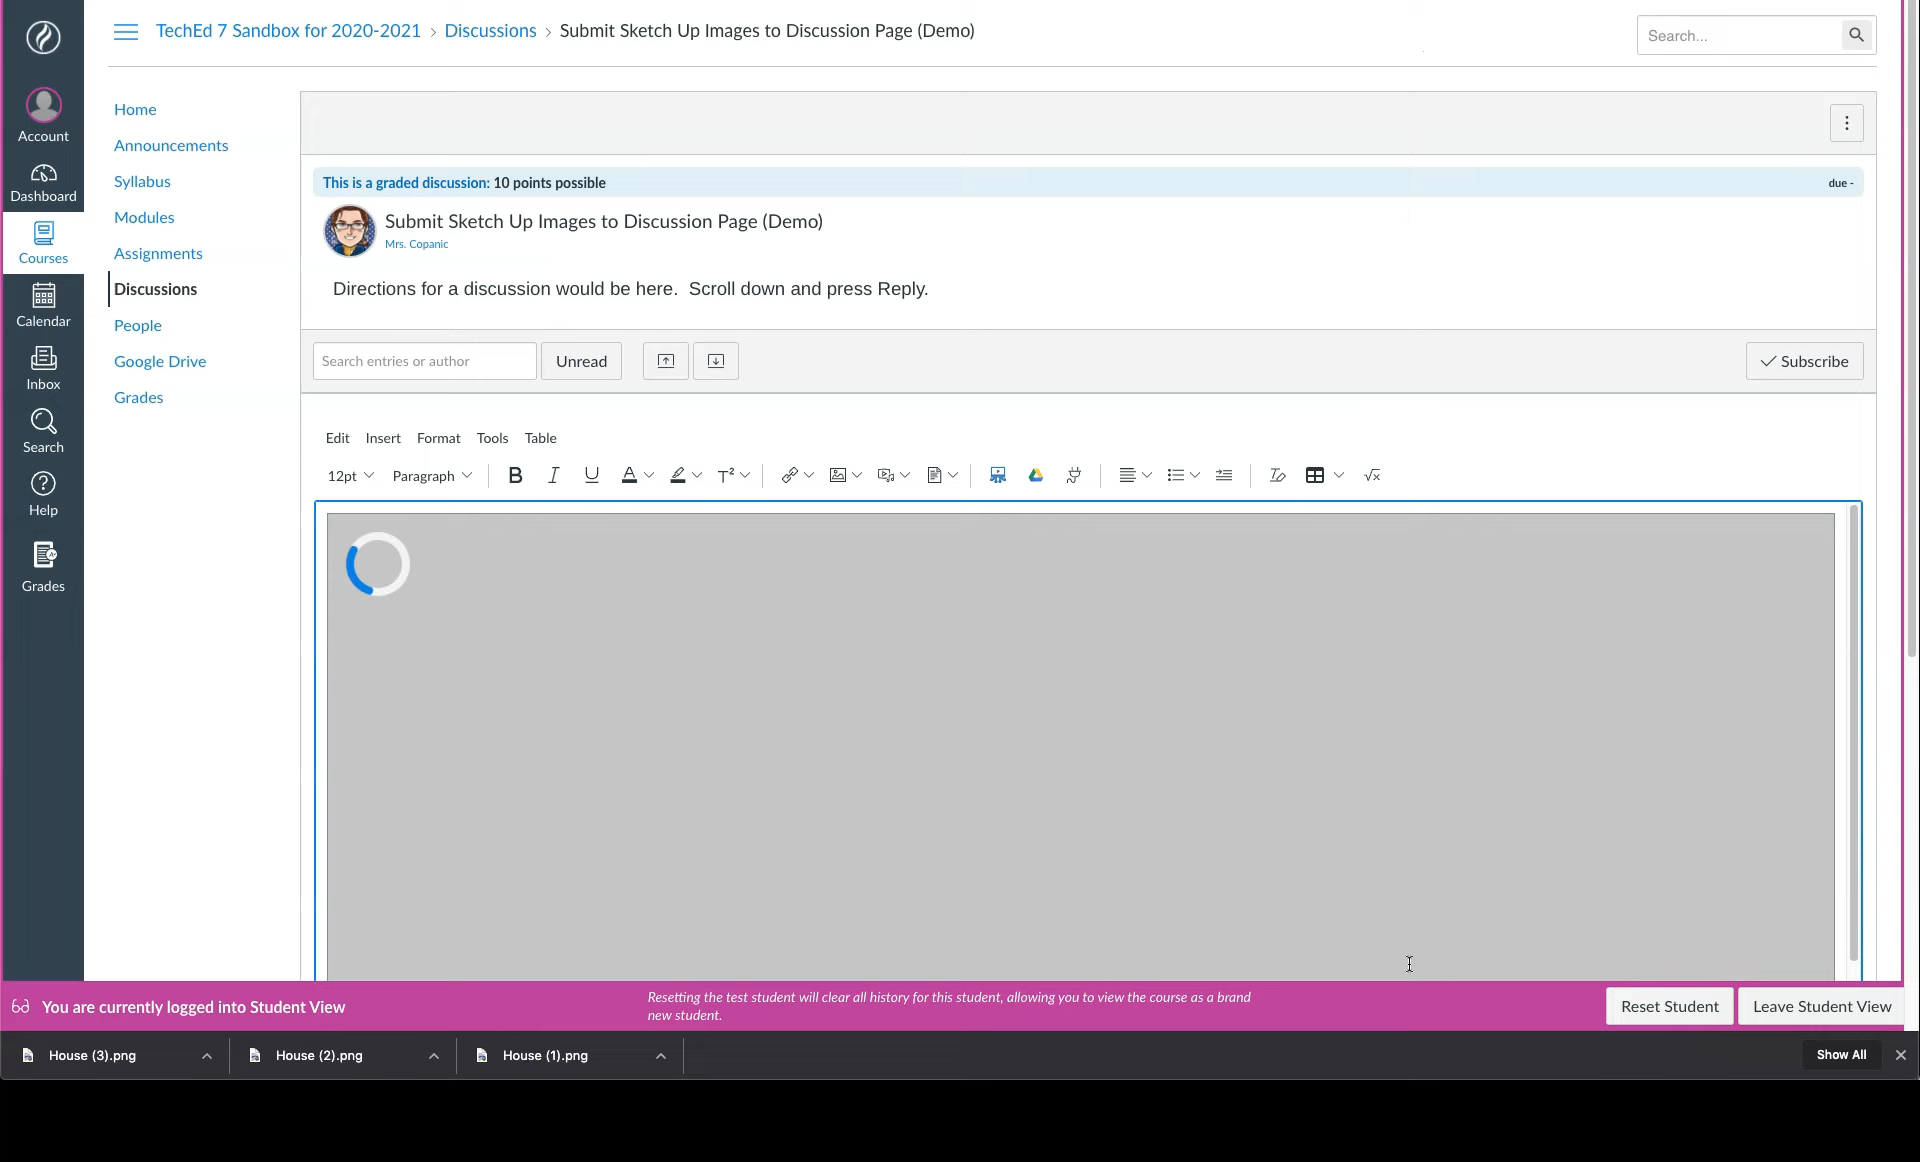 TechEd 7 Sandbox for 2020-2021 › Discussions › Submit Sketch Up Images to Discussion Page (Demo)
Search...
Account
Dashboard
Courses
Calendar
Inbox
Search
Help
Grades
Home
Announcements
Syllabus
Modules
Assignments
Discussions
People
Google Drive
Grades
This is a graded discussion: 10 points possible
due -
Submit Sketch Up Images to Discussion Page (Demo)
Mrs. Copanic
Directions for a discussion would be here. Scroll down and press Reply.
Search entries or author
Unread
Subscribe
Edit Insert Format Tools Table
12pt Paragraph B I U A T²
You are currently logged into Student View
Resetting the test student will clear all history for this student, allowing you to view the course as a brand
new student.
Reset Student
Leave Student View
House (3).png
House (2).png
House (1).png
Show All